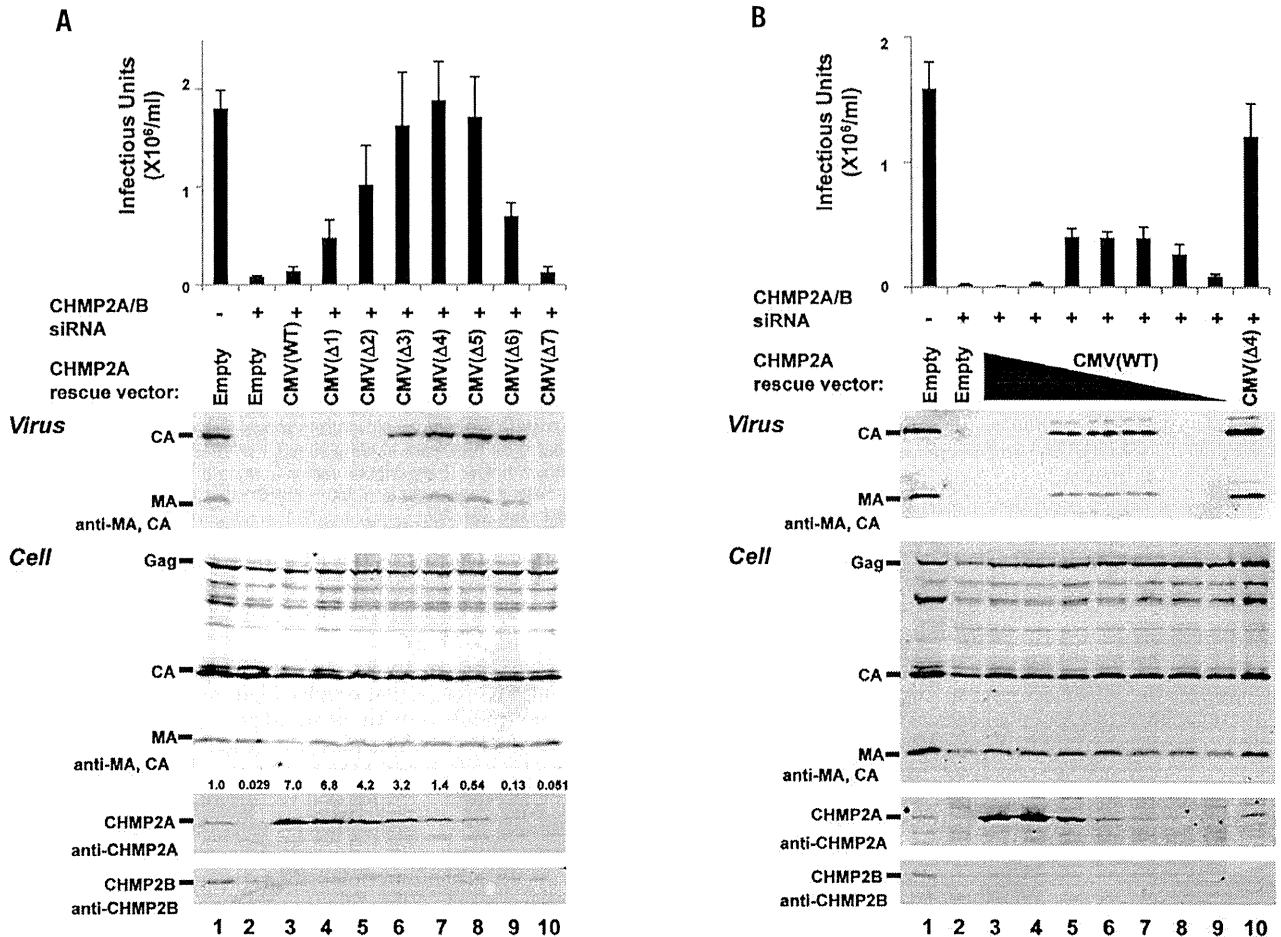 A
Infectious Units
(X10⁶/ml)
2
1
0
CHMP2A/B
siRNA
- + + + + + + + + +
CHMP2A
rescue vector:
Empty
Empty
CMV(WT)
CMV(Δ1)
CMV(Δ2)
CMV(Δ3)
CMV(Δ4)
CMV(Δ5)
CMV(Δ6)
CMV(Δ7)
Virus
CA
MA
anti-MA, CA
Cell
Gag
CA
MA
anti-MA, CA
1.0 0.029 7.0 6.8 4.2 3.2 1.4 0.54 0.13 0.051
CHMP2A
anti-CHMP2A
CHMP2B
anti-CHMP2B
1 2 3 4 5 6 7 8 9 10
B
Infectious Units
(X10⁶/ml)
2
1
0
CHMP2A/B
siRNA
- + + + + + + + + +
CHMP2A
rescue vector:
Empty
Empty
CMV(WT)
CMV(Δ4)
Virus
CA
MA
anti-MA, CA
Cell
Gag
CA
MA
anti-MA, CA
CHMP2A
anti-CHMP2A
CHMP2B
anti-CHMP2B
1 2 3 4 5 6 7 8 9 10